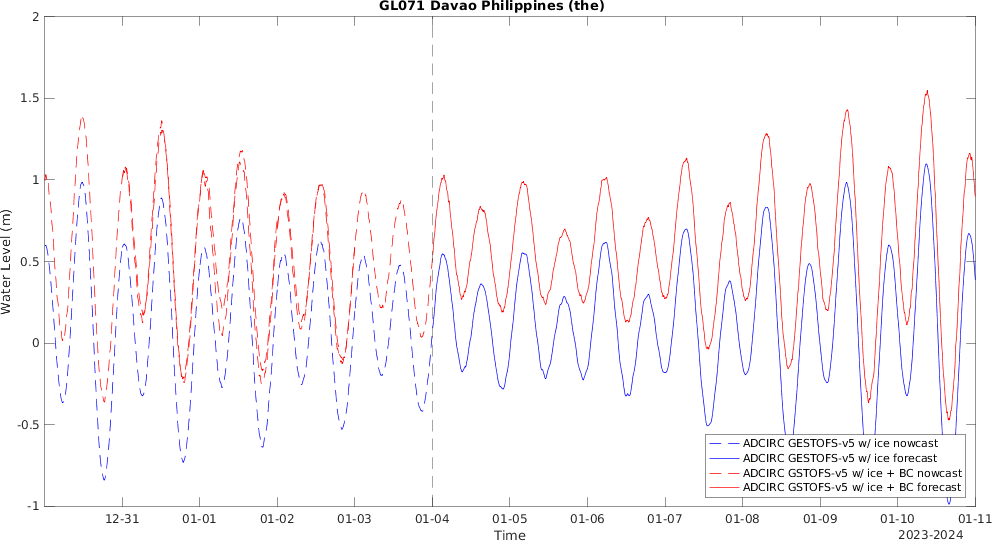 GL071 Davao Philippines (the)
2
1.5
1
0.5
0
-0.5
-1
Water Level (m)
ADCIRC GESTOFS-v5 w/ ice nowcast
ADCIRC GESTOFS-v5 w/ ice forecast
ADCIRC GSTOFS-v5 w/ ice + BC nowcast
ADCIRC GSTOFS-v5 w/ ice + BC forecast
12-31 01-01 01-02 01-03 01-04 01-05 01-06 01-07 01-08 01-09 01-10 01-11
Time
2023-2024